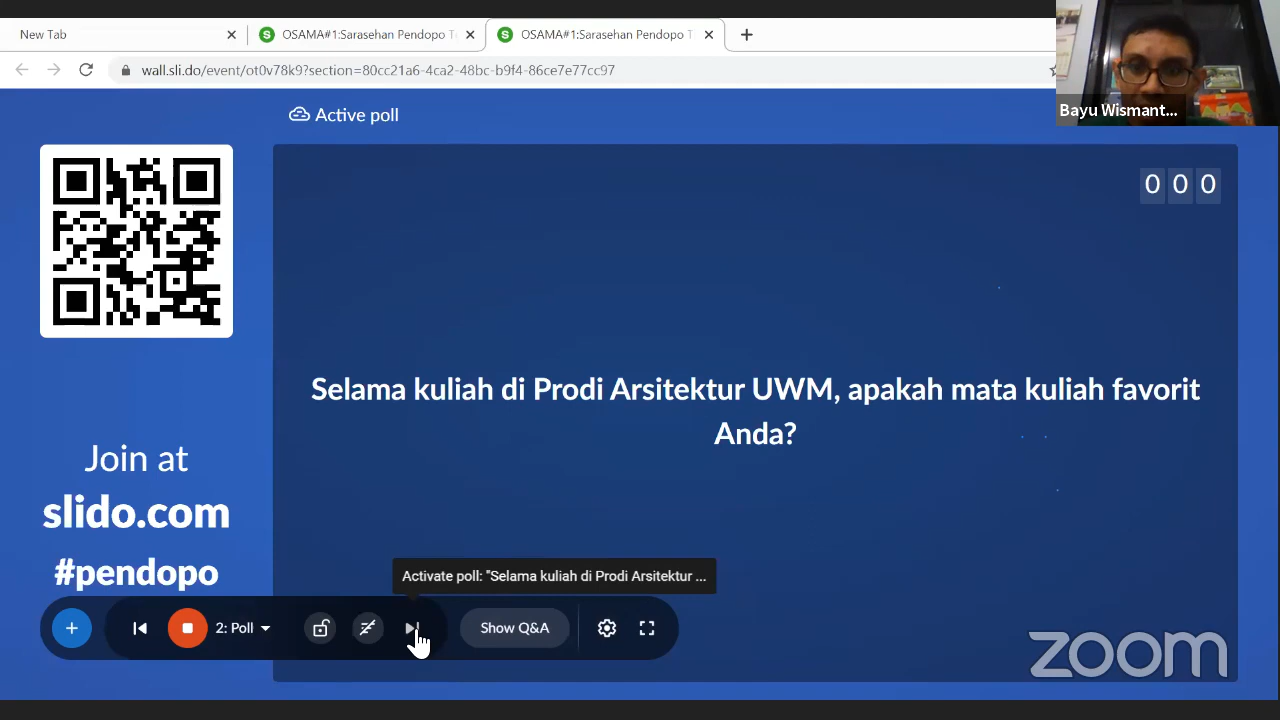 New Tab
OSAMA#1:Sarasehan Pendopo T
OSAMA#1:Sarasehan Pendopo T
wall.sli.do/event/ot0v78k9?section=80cc21a6-4ca2-48bc-b9f4-86ce7e77cc97
Bayu Wismant...
Active poll
0 0 0
Selama kuliah di Prodi Arsitektur UWM, apakah mata kuliah favorit
Anda?
Join at
slido.com
#pendopo
Activate poll: "Selama kuliah di Prodi Arsitektur ...
2: Poll
Show Q&A
zoom